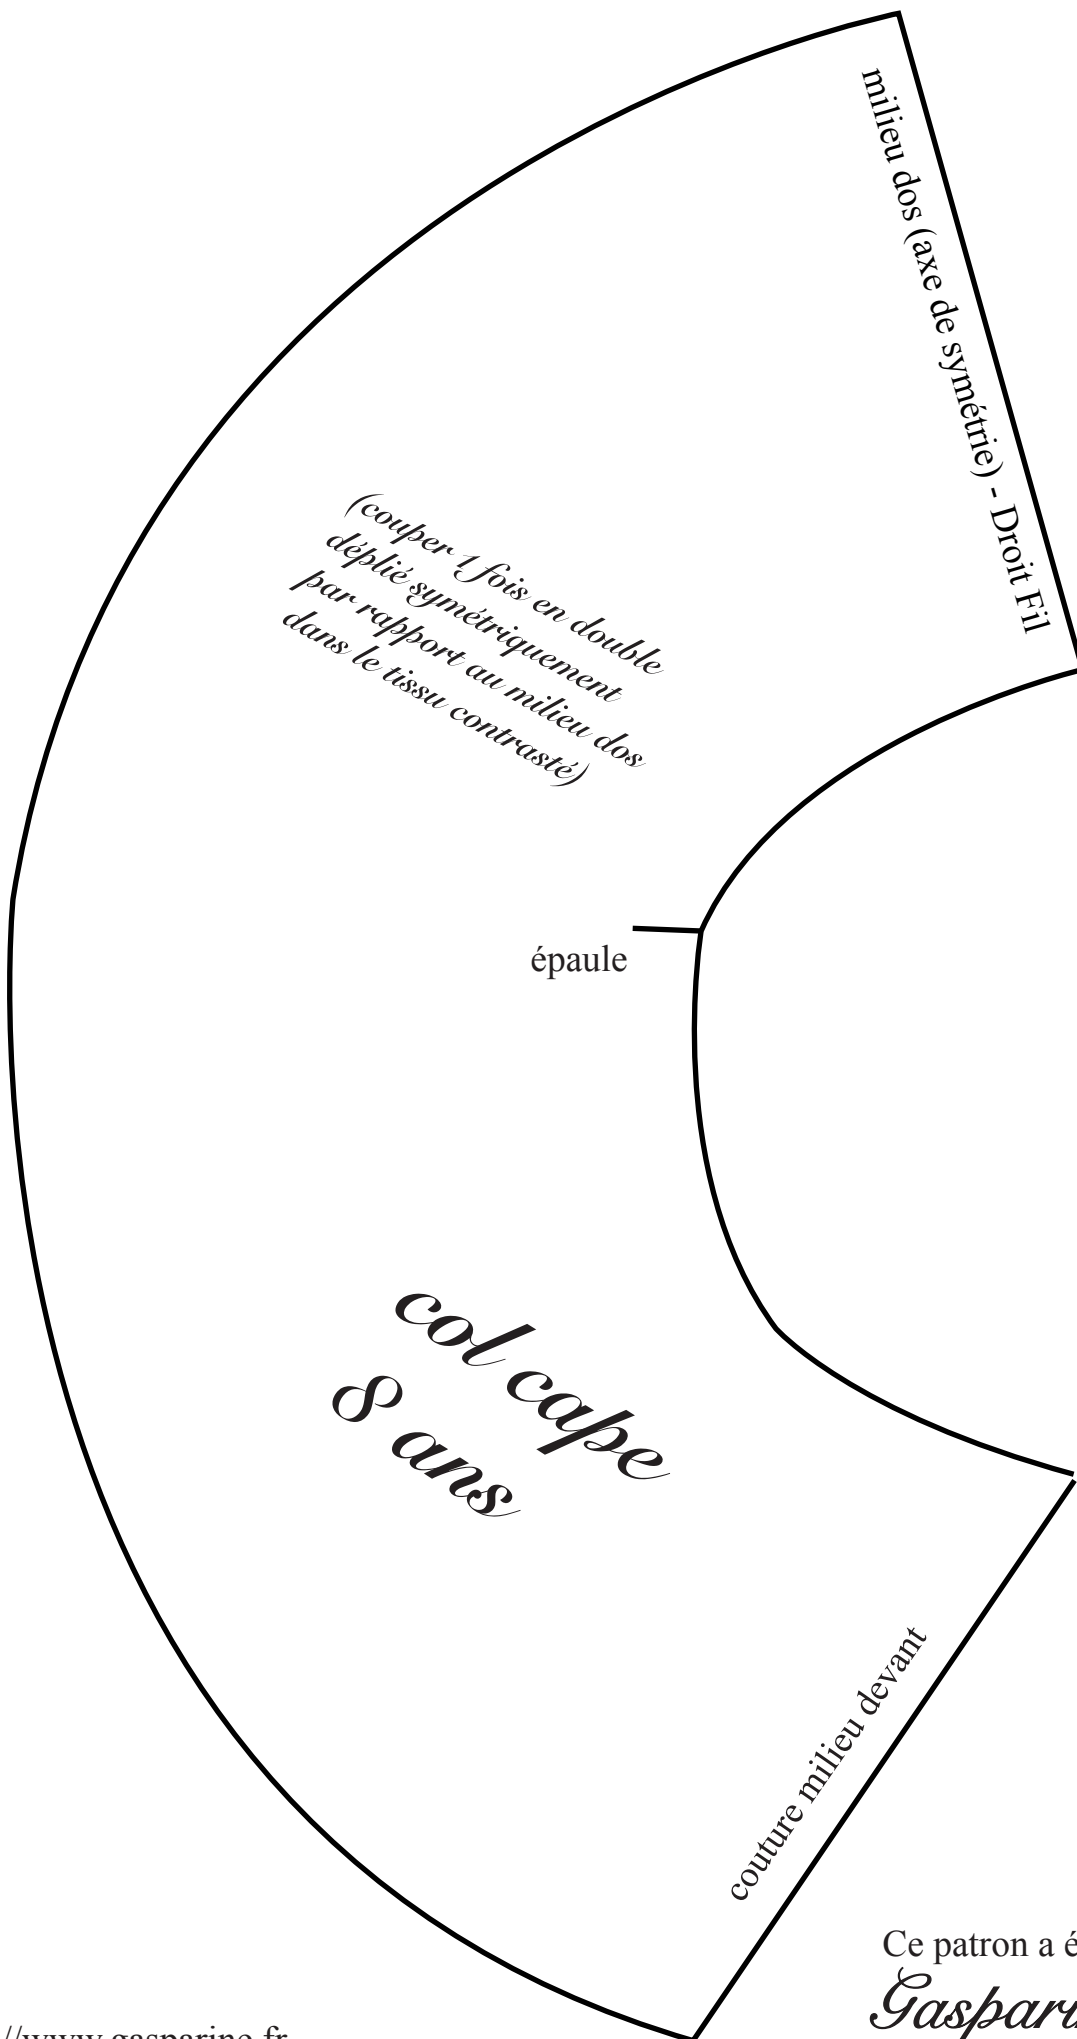 milieu dos (axe de symétrie) - Droit Fil
(couper 1 fois en double
déplié symétriquement
par rapport au milieu dos
dans le tissu contrasté)
épaule
col cape
8 ans
couture milieu devant
Ce patron a é
Gaspari
//www.gasparine.fr